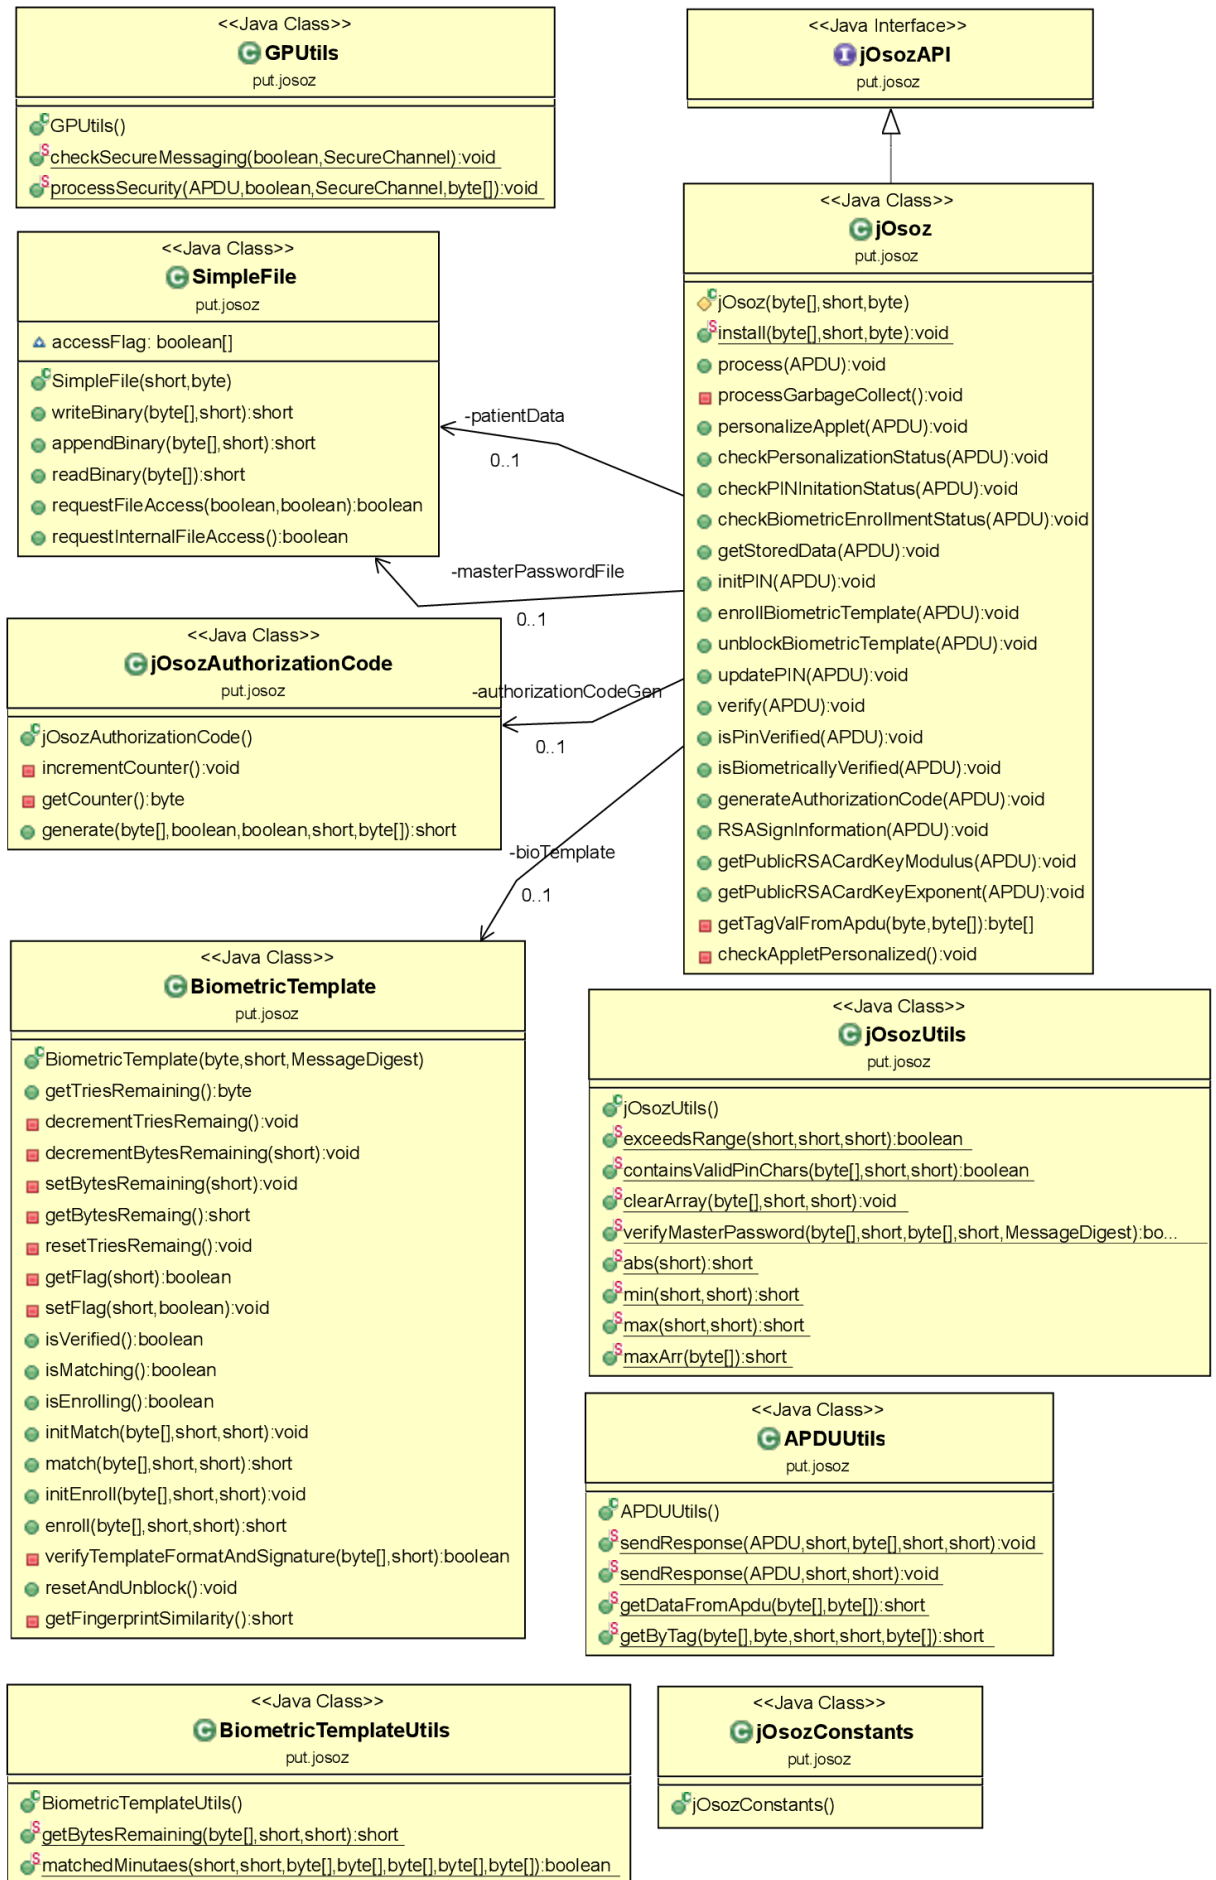 <<Java Class>>
GPUtils
put.josoz
GPUtils()
checkSecureMessaging(boolean,SecureChannel):void
processSecurity(APDU,boolean,SecureChannel,byte[]):void
<<Java Interface>>
jOsozAPI
put.josoz
<<Java Class>>
SimpleFile
put.josoz
accessFlag: boolean[]
SimpleFile(short,byte)
writeBinary(byte[],short):short
appendBinary(byte[],short):short
readBinary(byte[]):short
requestFileAccess(boolean,boolean):boolean
requestInternalFileAccess():boolean
-patientData
0..1
-masterPasswordFile
0..1
<<Java Class>>
jOsoz
put.josoz
jOsoz(byte[],short,byte)
install(byte[],short,byte):void
process(APDU):void
processGarbageCollect():void
personalizeApplet(APDU):void
checkPersonalizationStatus(APDU):void
checkPINInitationStatus(APDU):void
checkBiometricEnrollmentStatus(APDU):void
getStoredData(APDU):void
initPIN(APDU):void
enrollBiometricTemplate(APDU):void
unblockBiometricTemplate(APDU):void
updatePIN(APDU):void
verify(APDU):void
isPinVerified(APDU):void
isBiometricallyVerified(APDU):void
generateAuthorizationCode(APDU):void
RSASignInformation(APDU):void
getPublicRSACardKeyModulus(APDU):void
getPublicRSACardKeyExponent(APDU):void
getTagValFromApdu(byte,byte[]):byte[]
checkAppletPersonalized():void
<<Java Class>>
jOsozAuthorizationCode
put.josoz
jOsozAuthorizationCode()
incrementCounter():void
getCounter():byte
generate(byte[],boolean,boolean,short,byte[]):short
-authorizationCodeGen
0..1
-bioTemplate
0..1
<<Java Class>>
BiometricTemplate
put.josoz
BiometricTemplate(byte,short,MessageDigest)
getTriesRemaining():byte
decrementTriesRemaing():void
decrementBytesRemaining(short):void
setBytesRemaining(short):void
getBytesRemaing():short
resetTriesRemaing():void
getFlag(short):boolean
setFlag(short,boolean):void
isVerified():boolean
isMatching():boolean
isEnrolling():boolean
initMatch(byte[],short,short):void
match(byte[],short,short):short
initEnroll(byte[],short,short):void
enroll(byte[],short,short):short
verifyTemplateFormatAndSignature(byte[],short):boolean
resetAndUnblock():void
getFingerprintSimilarity():short
<<Java Class>>
jOsozUtils
put.josoz
jOsozUtils()
exceedsRange(short,short,short):boolean
containsValidPinChars(byte[],short,short):boolean
clearArray(byte[],short,short):void
verifyMasterPassword(byte[],short,byte[],short,MessageDigest):bo...
abs(short):short
min(short,short):short
max(short,short):short
maxArr(byte[]):short
<<Java Class>>
APDUUtils
put.josoz
APDUUtils()
sendResponse(APDU,short,byte[],short,short):void
sendResponse(APDU,short,short):void
getDataFromApdu(byte[],byte[]):short
getByTag(byte[],byte,short,short,byte[]):short
<<Java Class>>
BiometricTemplateUtils
put.josoz
BiometricTemplateUtils()
getBytesRemaining(byte[],short,short):short
matchedMinutaes(short,short,byte[],byte[],byte[],byte[],byte[]):boolean
<<Java Class>>
jOsozConstants
put.josoz
jOsozConstants()